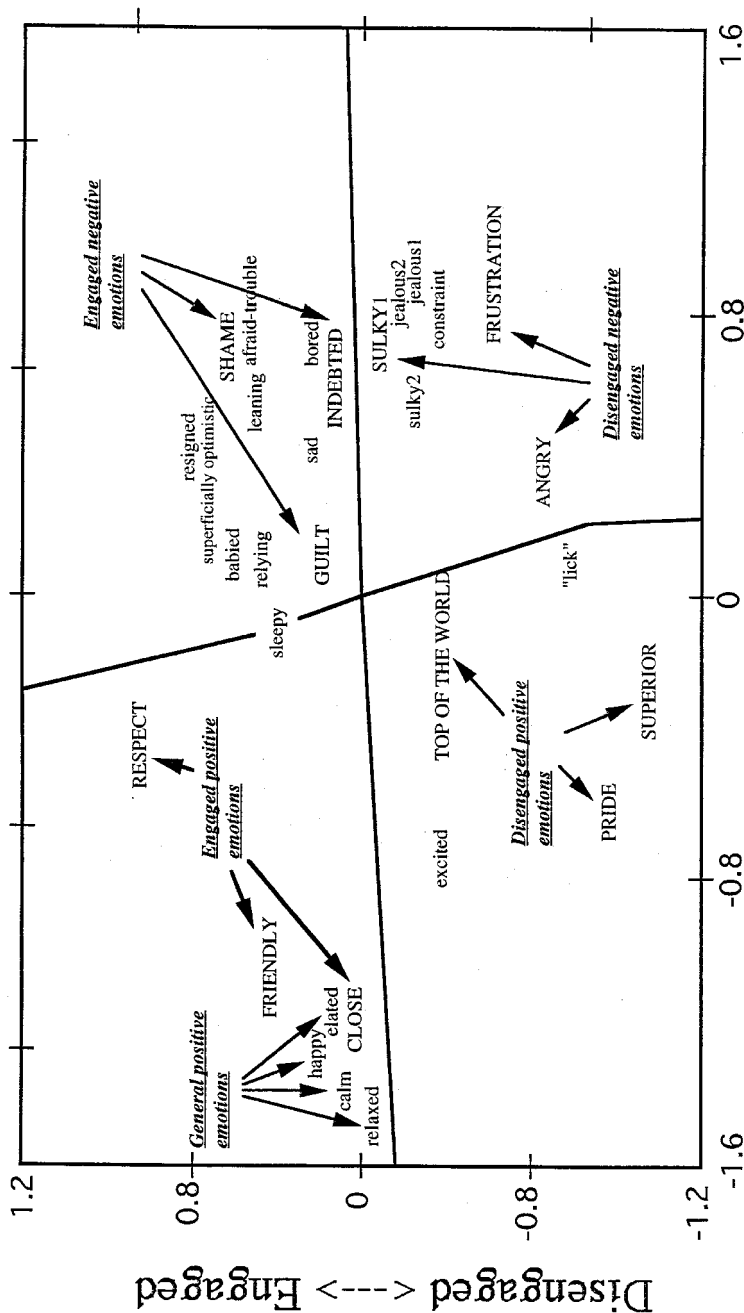 Disengaged <---> Engaged
1.2
0.8
0
-0.8
-1.2
-1.6
-0.8
0
0.8
1.6
General positive
emotions
happy
elated
calm
CLOSE
relaxed
FRIENDLY
Engaged positive
emotions
RESPECT
sleepy
Engaged negative
emotions
resigned
superficially optimistic
babied
relying
GUILT
SHAME
leaning
afraid-trouble
sad
bored
INDEBTED
excited
TOP OF THE WORLD
Disengaged positive
emotions
PRIDE
SUPERIOR
"lick"
SULKY1
jealous2
jealous1
sulky2
constraint
FRUSTRATION
ANGRY
Disengaged negative
emotions